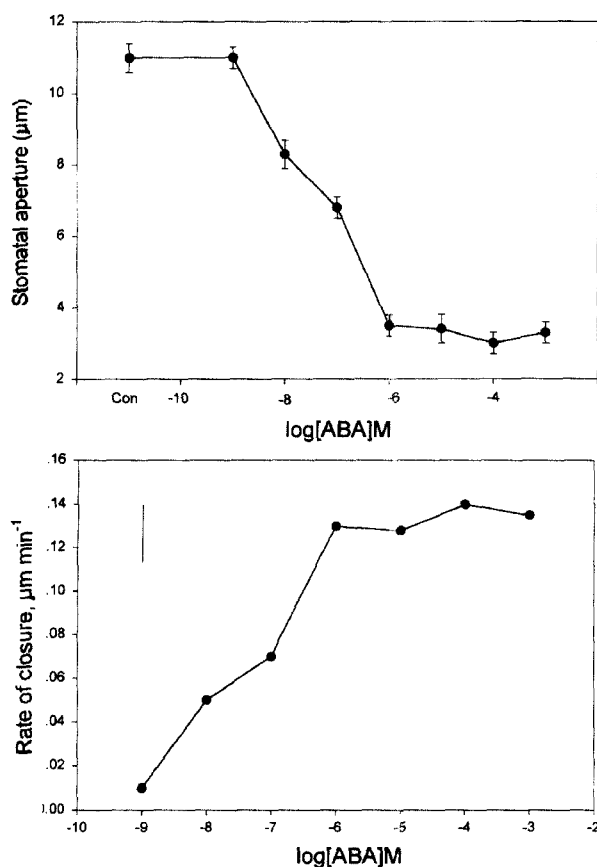 12
10
8
6
4
2
Stomatal aperture (µm)
Con -10 -8 -6 -4
log[ABA]M
.16
.14
.12
.10
.08
.06
.04
.02
.00
Rate of closure, µm min⁻¹
-10 -9 -8 -7 -6 -5 -4 -3 -2
log[ABA]M